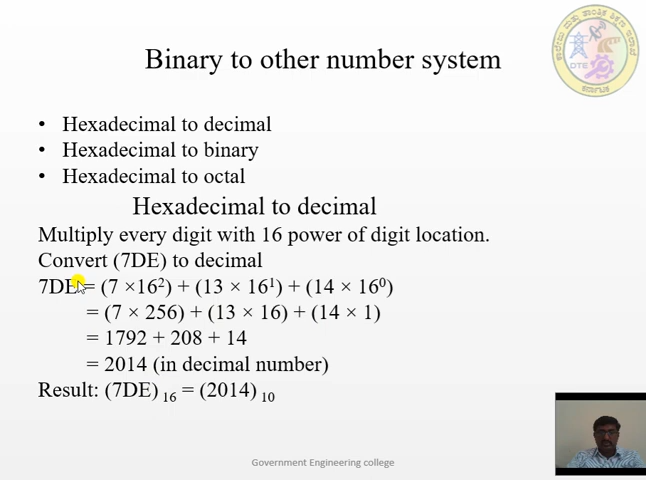 Binary to other number system
DTE
• Hexadecimal to decimal
• Hexadecimal to binary
• Hexadecimal to octal
Hexadecimal to decimal
Multiply every digit with 16 power of digit location.
Convert (7DE) to decimal
7DE = (7 ×16²) + (13 × 16¹) + (14 × 16⁰)
= (7 × 256) + (13 × 16) + (14 × 1)
= 1792 + 208 + 14
= 2014 (in decimal number)
Result: (7DE) ₁₆ = (2014) ₁₀
Government Engineering college